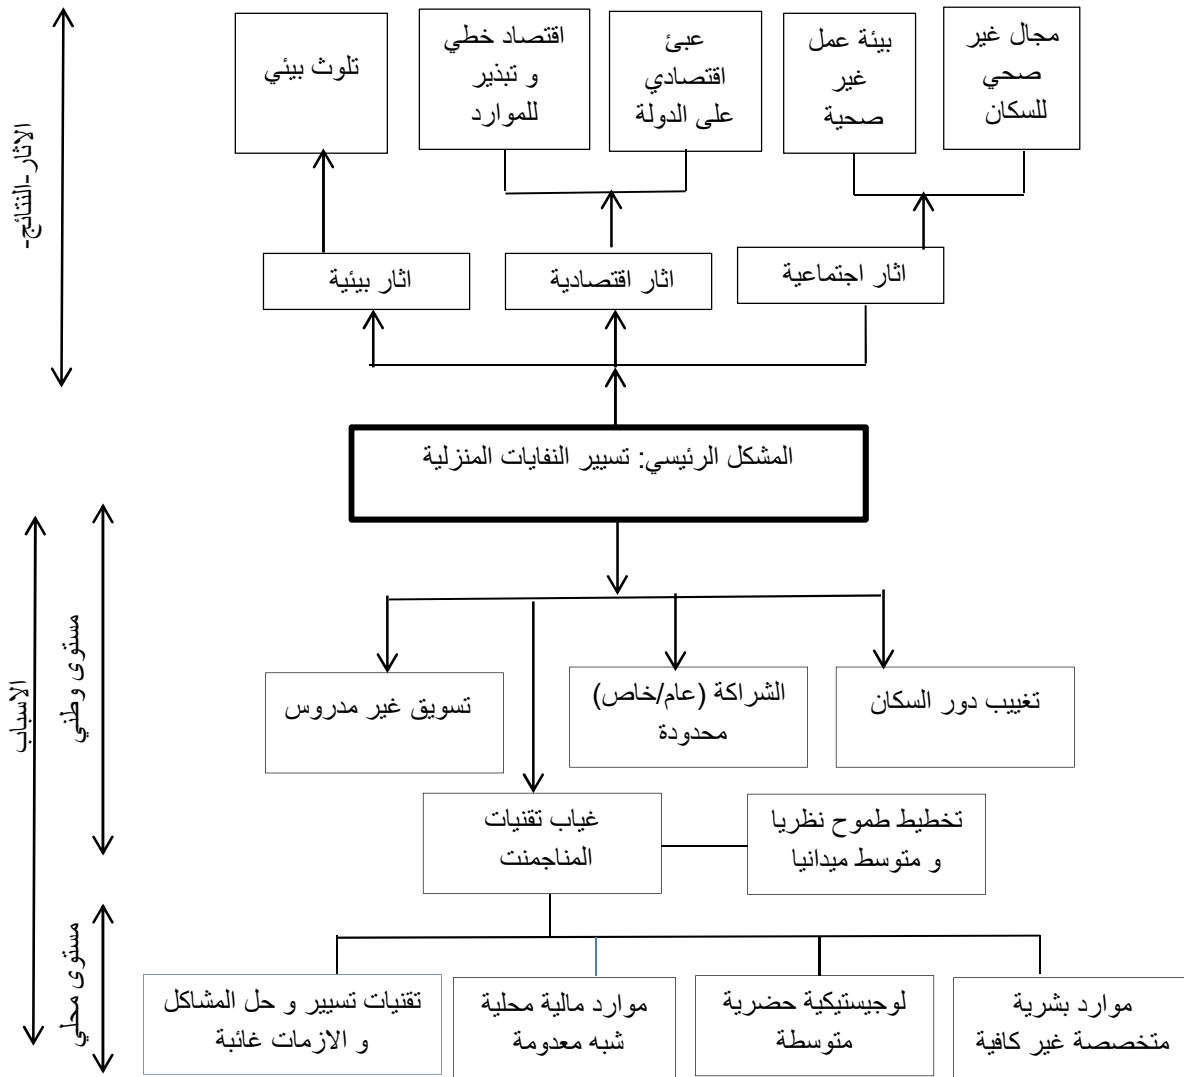 مجال غير
صحي
للسكان
بيئة عمل
غير
صحية
عبئ
اقتصادي
على الدولة
اقتصاد خطي
و تبذير
للموارد
تلوث بيئي
الاثار -النتائج-
اثار اجتماعية
اثار اقتصادية
اثار بيئية
المشكل الرئيسي: تسيير النفايات المنزلية
الاسباب
مستوى وطني
تغييب دور السكان
الشراكة (عام/خاص)
محدودة
تسويق غير مدروس
تخطيط طموح نظريا
و متوسط ميدانيا
غياب تقنيات
المناجمنت
مستوى محلي
موارد بشرية
متخصصة غير كافية
لوجيستيكية حضرية
متوسطة
موارد مالية محلية
شبه معدومة
تقنيات تسيير و حل المشاكل
و الازمات غائبة